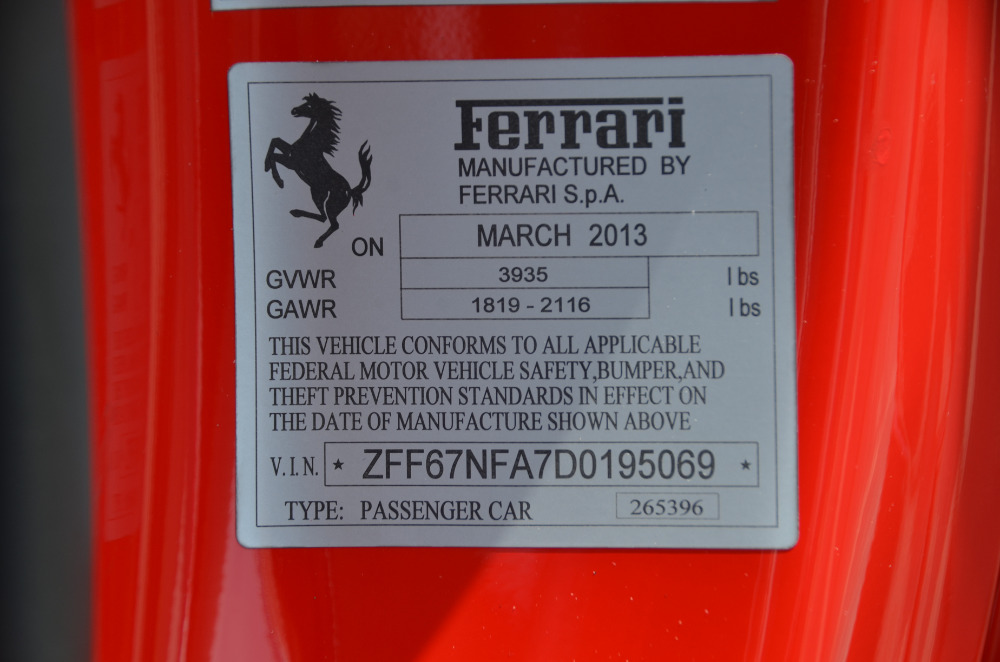 Ferrari
MANUFACTURED BY
FERRARI S.p.A.
ON MARCH 2013
GVWR 3935 lbs
GAWR 1819 - 2116 lbs
THIS VEHICLE CONFORMS TO ALL APPLICABLE
FEDERAL MOTOR VEHICLE SAFETY,BUMPER,AND
THEFT PREVENTION STANDARDS IN EFFECT ON
THE DATE OF MANUFACTURE SHOWN ABOVE
V.I.N. ★ ZFF67NFA7D0195069 ★
TYPE: PASSENGER CAR 265396